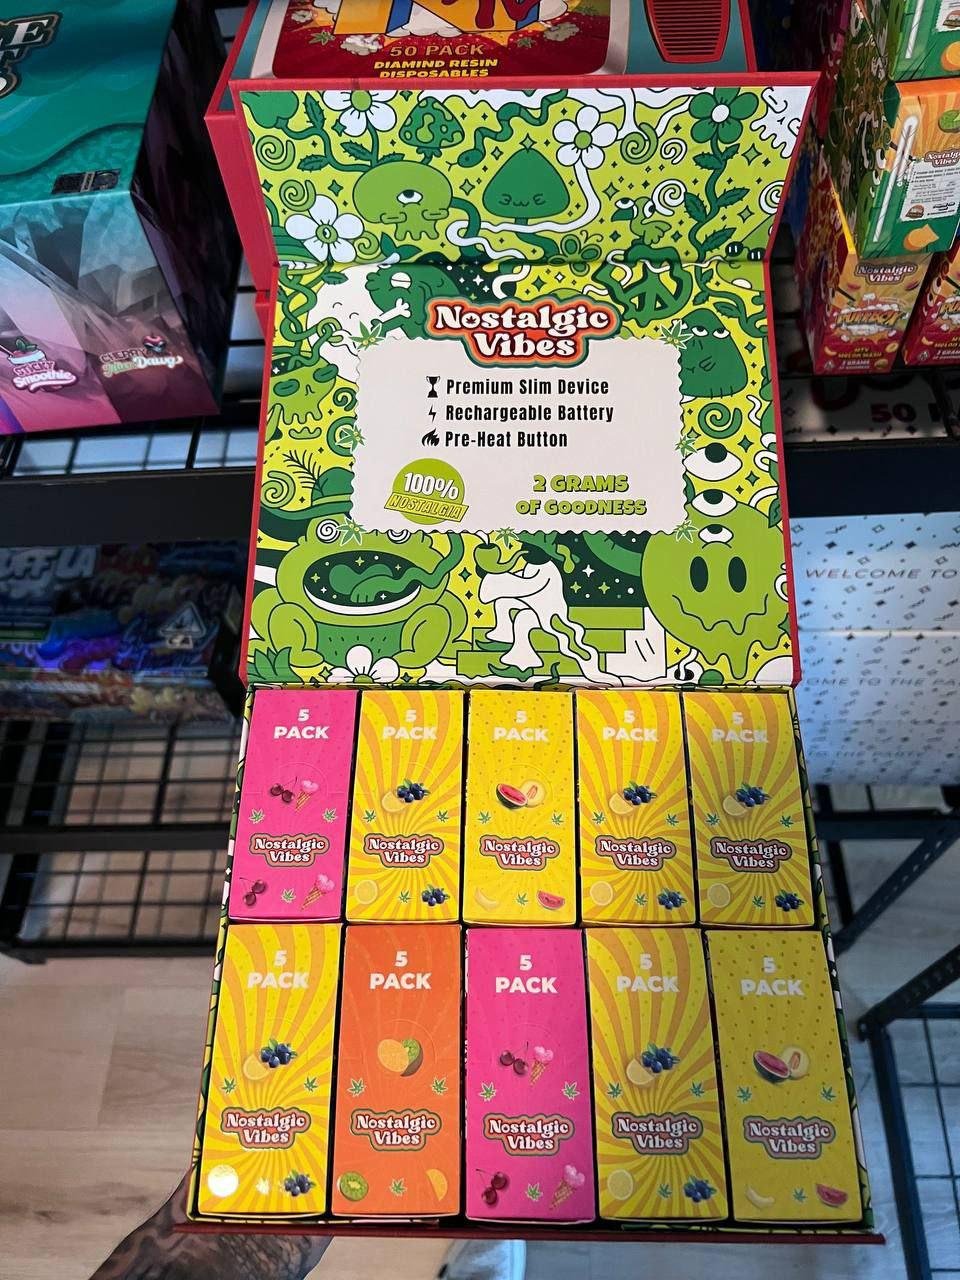 50 PACK
DIAMIND RESIN
DISPOSABLES
Nostalgic
Vibes
Premium Slim Device
Rechargeable Battery
Pre-Heat Button
100%
NOSTALGIA
2 GRAMS
OF GOODNESS
STICKY
Smoothie
Nostalgic
Vibes
50
WELCOME TO
5
PACK
Nostalgic
Vibes
5
PACK
Nostalgic
Vibes
5
PACK
Nostalgic
Vibes
5
PACK
Nostalgic
Vibes
5
PACK
Nostalgic
Vibes
5
PACK
Nostalgic
Vibes
5
PACK
Nostalgic
Vibes
5
PACK
Nostalgic
Vibes
5
PACK
Nostalgic
Vibes
5
PACK
Nostalgic
Vibes